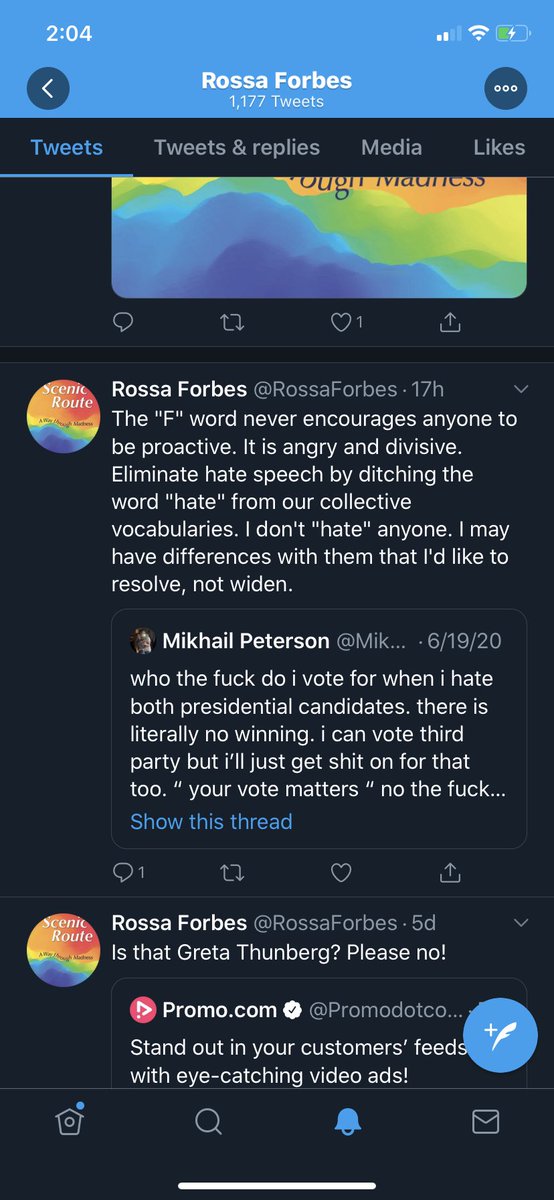 2:04
Rossa Forbes
1,177 Tweets
Tweets Tweets & replies Media Likes
ough Madness
1
Scenic
Route
A Way Through Madness
Rossa Forbes @RossaForbes · 17h
The "F" word never encourages anyone to
be proactive. It is angry and divisive.
Eliminate hate speech by ditching the
word "hate" from our collective
vocabularies. I don't "hate" anyone. I may
have differences with them that I'd like to
resolve, not widen.
Mikhail Peterson @Mik... · 6/19/20
who the fuck do i vote for when i hate
both presidential candidates. there is
literally no winning. i can vote third
party but i’ll just get shit on for that
too. “ your vote matters “ no the fuck...
Show this thread
1
Scenic
Route
A Way Through Madness
Rossa Forbes @RossaForbes · 5d
Is that Greta Thunberg? Please no!
Promo.com @Promodotco... ·
Stand out in your customers’ feeds
with eye-catching video ads!